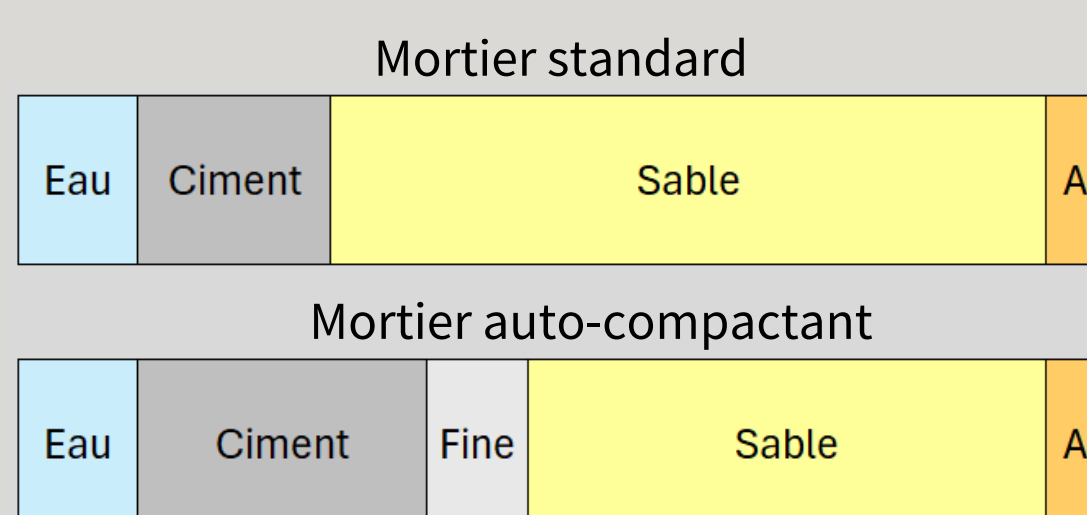 Mortier standard
Eau Ciment Sable A
Mortier auto-compactant
Eau Ciment Fine Sable A